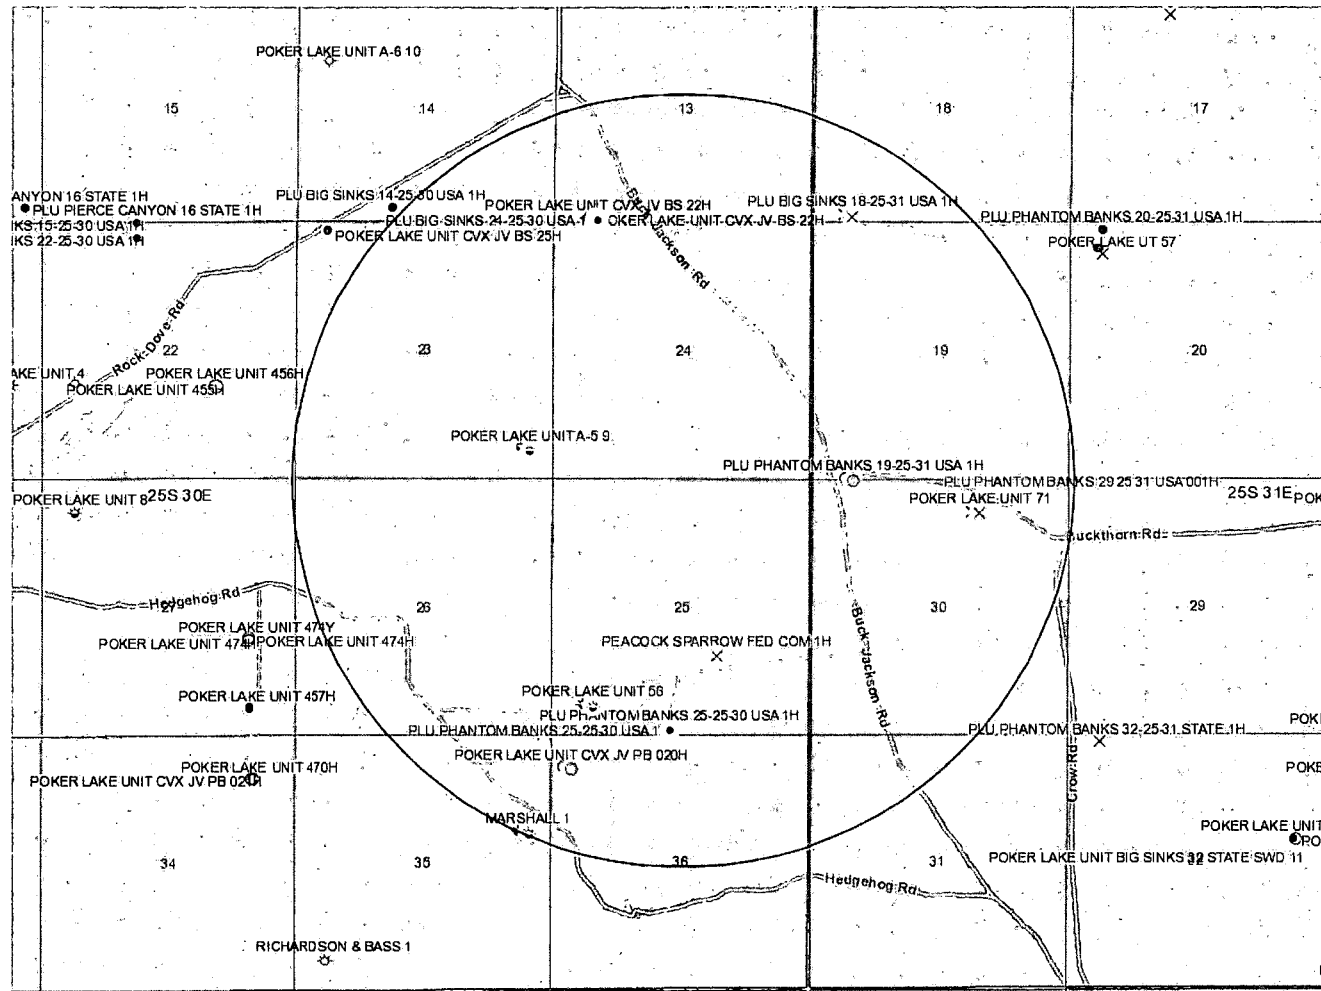 POKER LAKE UNIT A-6 10
15
14
13
18
17
ANYON 16 STATE 1H
PLU PIERCE CANYON 16 STATE 1H
KS 15-25-30 USA 1H
IKS 22-25-30 USA 1H
PLU BIG SINKS 14-25-30 USA 1H
POKER LAKE UNIT CVX JV BS 22H
PLU BIG SINKS 24-25-30 USA 1
OKER LAKE UNIT CVX JV BS 22H
POKER LAKE UNIT CVX JV BS 25H
PLU BIG SINKS 18-25-31 USA 1H
PLU PHANTOM BANKS 20-25-31 USA 1H
POKER LAKE UT 57
Buck Jackson Rd
Rock Dove Rd
22
23
24
19
20
AKE UNIT 4
POKER LAKE UNIT 456H
POKER LAKE UNIT 455H
POKER LAKE UNIT A-5 9
PLU PHANTOM BANKS 19-25-31 USA 1H
PLU PHANTOM BANKS 29 25 31 USA 001H
POKER LAKE UNIT 71
POKER LAKE UNIT 8
25S 30E
25S 31E
POK
Buckthorn Rd
Hedgehog Rd
27
26
25
30
29
POKER LAKE UNIT 474Y
POKER LAKE UNIT 474H
POKER LAKE UNIT 474H
PEACOCK SPARROW FED COM 1H
Buck Jackson Rd
POKER LAKE UNIT 457H
POKER LAKE UNIT 56
PLU PHANTOM BANKS 25-25-30 USA 1H
PLU PHANTOM BANKS 25-25-30 USA 1
PLU PHANTOM BANKS 32-25-31 STATE 1H
POK
POKER LAKE UNIT CVX JV PB 020H
POKER LAKE UNIT 470H
POKER LAKE UNIT CVX JV PB 021H
Crow Rd
POKE
MARSHALL 1
POKER LAKE UNIT
PO
34
35
36
31
32
POKER LAKE UNIT BIG SINKS 32 STATE SWD 11
Hedgehog Rd
RICHARDSON & BASS 1